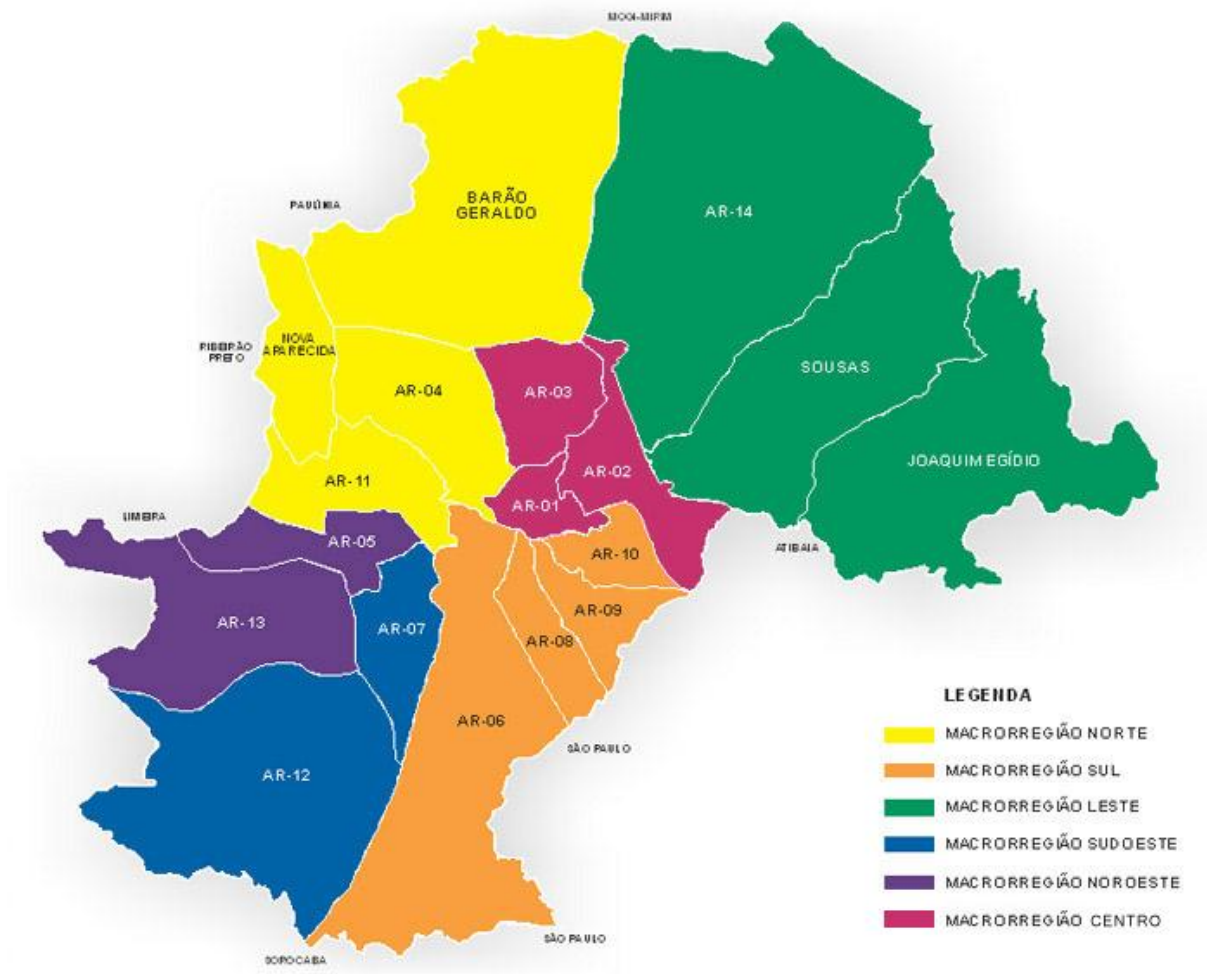 MOGI-MIRIM
BARÃO
GERALDO
PAULÍNIA
AR-14
RIBEIRÃO
PRETO
NOVA
APARECIDA
SOUSAS
AR-04
AR-03
JOAQUIM EGÍDIO
AR-02
AR-11
AR-01
LIMEIRA
AR-05
AR-10
ATIBAIA
AR-09
AR-13
AR-07
AR-08
AR-06
SÃO PAULO
AR-12
SÃO PAULO
SOROCABA
LEGENDA
MACRORREGIÃO NORTE
MACRORREGIÃO SUL
MACRORREGIÃO LESTE
MACRORREGIÃO SUDOESTE
MACRORREGIÃO NOROESTE
MACRORREGIÃO CENTRO